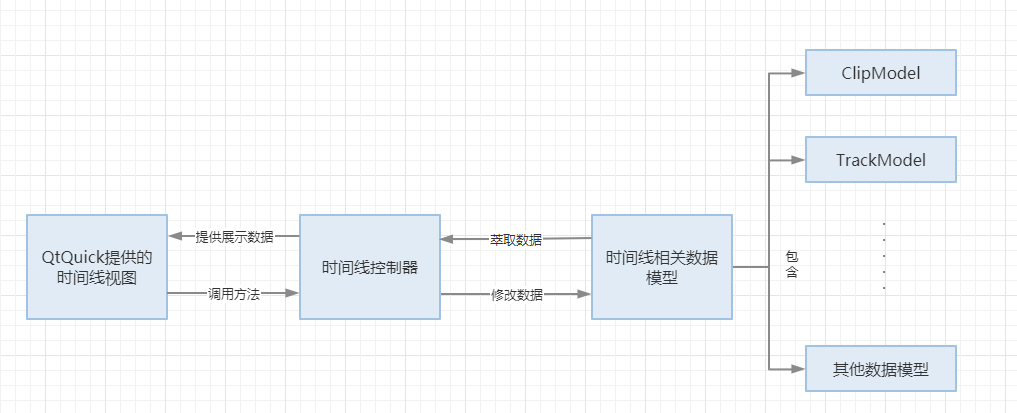 ClipModel
TrackModel
QtQuick提供的
时间线视图
提供展示数据
调用方法
时间线控制器
萃取数据
修改数据
时间线相关数据
模型
包
含
其他数据模型